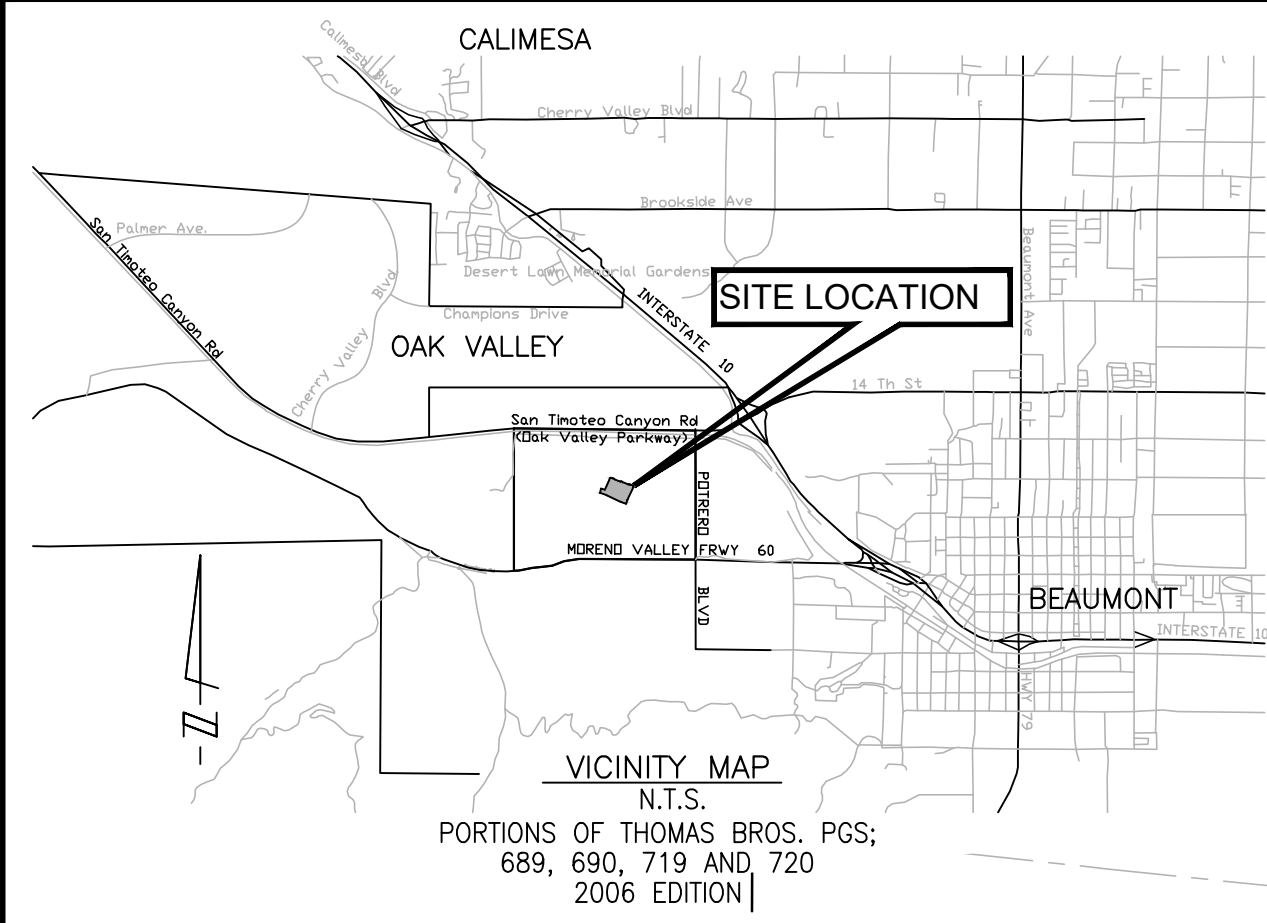 CALIMESA
Calimesa Blvd
Cherry Valley Blvd
Brookside Ave
Palmer Ave.
San Timoteo Canyon Rd
Beaumont Ave
Desert Lawn Memorial Gardens
Cherry Valley Blvd
SITE LOCATION
INTERSTATE 10
Champions Drive
OAK VALLEY
14 Th St
San Timoteo Canyon Rd
(Oak Valley Parkway)
POTRERO BLVD
MORENO VALLEY FRWY 60
BEAUMONT
INTERSTATE 10
HWY 79
N
VICINITY MAP
N.T.S.
PORTIONS OF THOMAS BROS. PGS;
689, 690, 719 AND 720
2006 EDITION